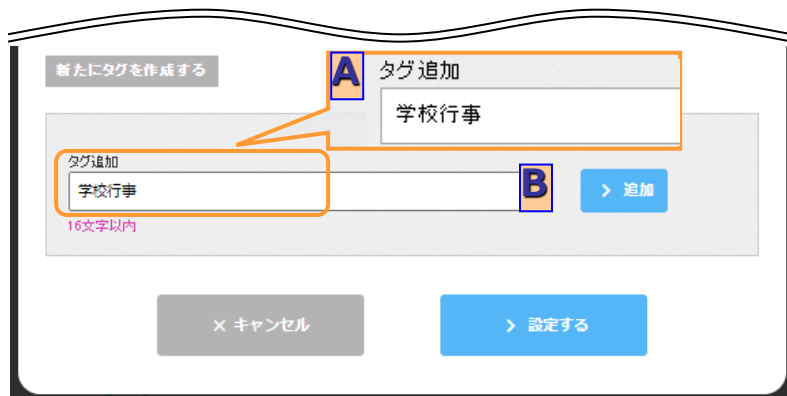 新たにタグを作成する
A
タグ追加
学校行事
タグ追加
学校行事
B
> 追加
16文字以内
× キャンセル
> 設定する